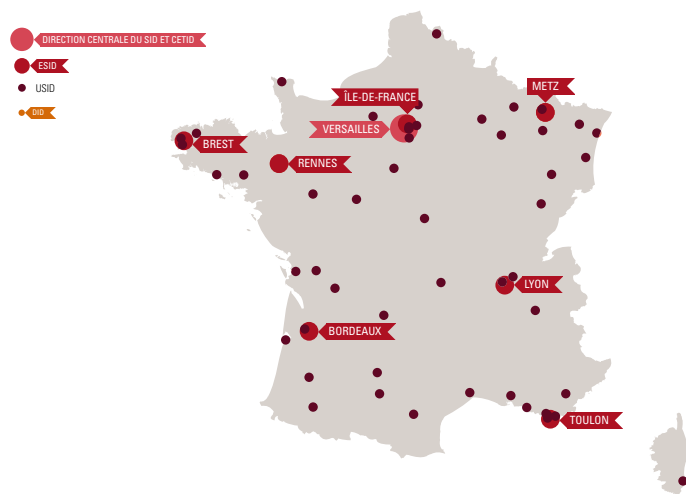 DIRECTION CENTRALE DU SID ET CETID
ESID
USID
DID
METZ
ÎLE-DE-FRANCE
VERSAILLES
BREST
RENNES
LYON
BORDEAUX
TOULON